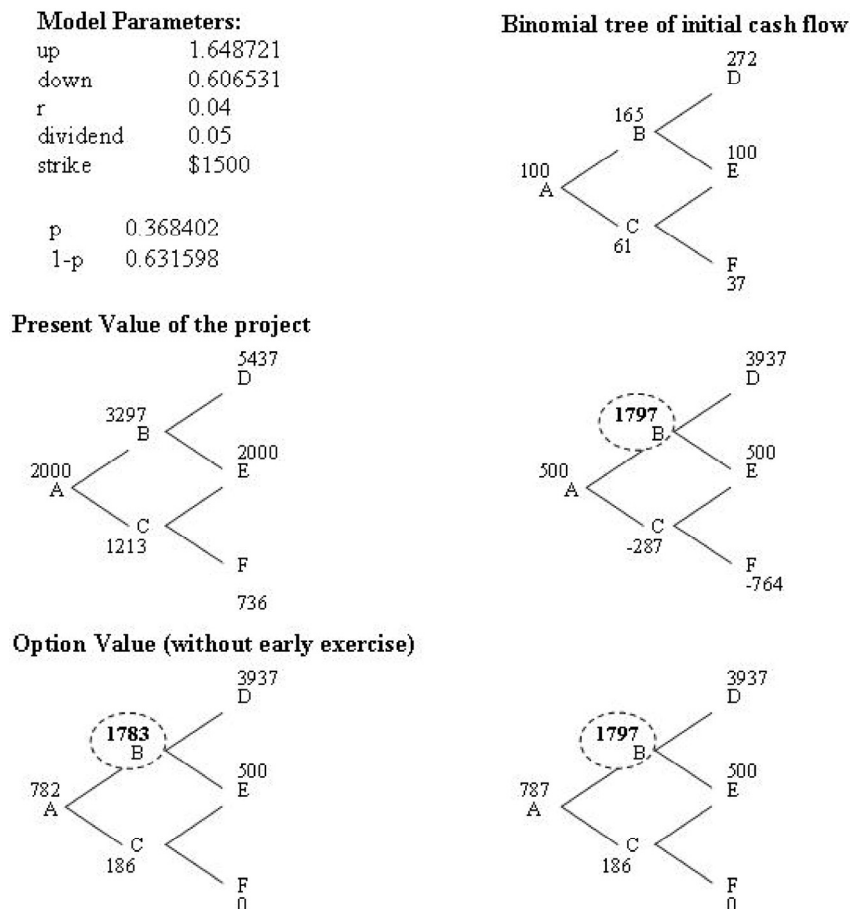 Model Parameters:
up 1.648721
down 0.606531
r 0.04
dividend 0.05
strike $1500
p 0.368402
1-p 0.631598
Binomial tree of initial cash flow
272
D
165
B
100
E
100
A
C
61
F
37
Present Value of the project
5437
D
3297
B
2000
E
2000
A
C
1213
F
736
3937
D
1797
B
500
E
500
A
C
-287
F
-764
Option Value (without early exercise)
3937
D
1783
B
500
E
782
A
C
186
F
0
3937
D
1797
B
500
E
787
A
C
186
F
0